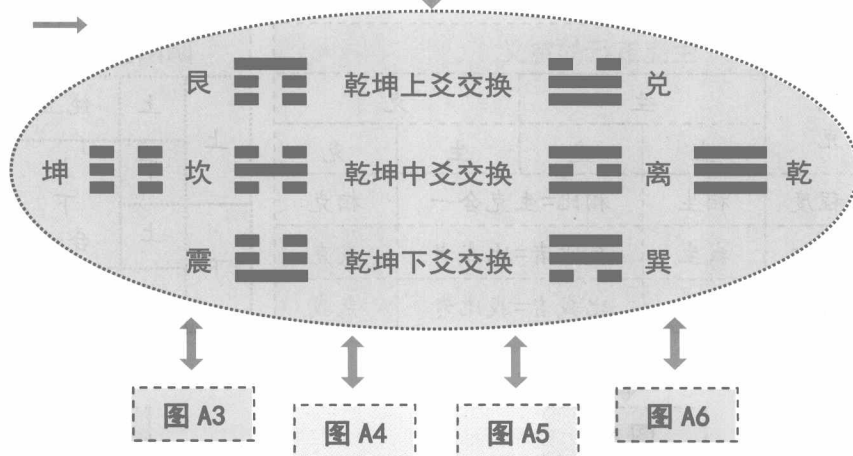 艮 乾坤上爻交换 兑
坤 坎 乾坤中爻交换 离 乾
震 乾坤下爻交换 巽
图 A3
图 A4
图 A5
图 A6